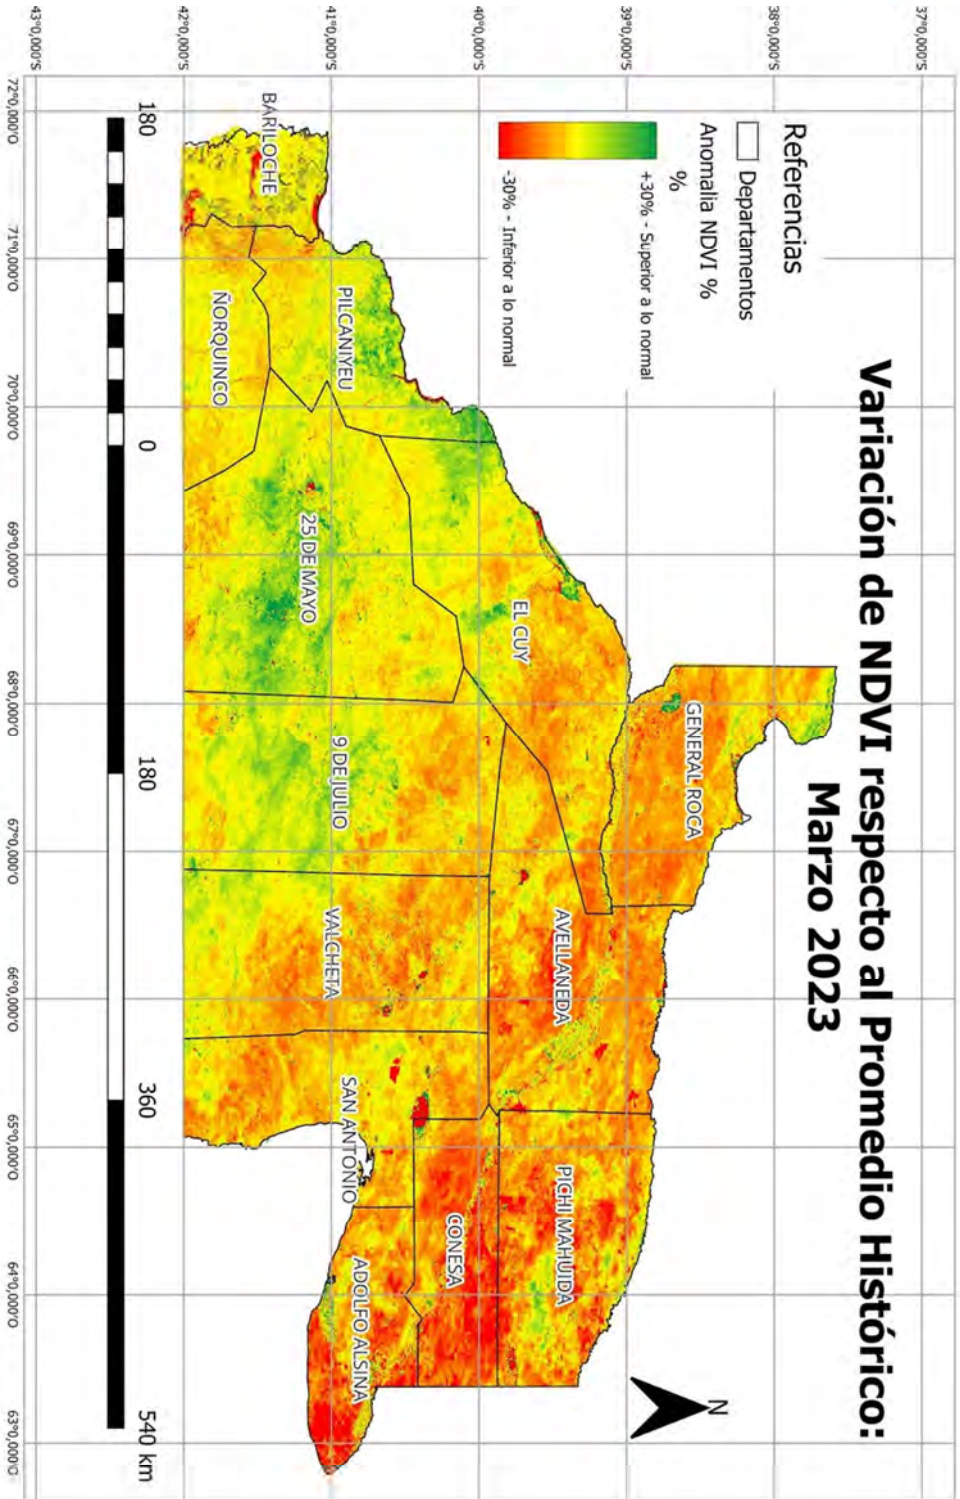 Variación de NDVI respecto al Promedio Histórico:
Marzo 2023
Referencias
Departamentos
Anomalia NDVI %
%
+30% - Superior a lo normal
-30% - Inferior a lo normal
N
37°0,000'S
38°0,000'S
39°0,000'S
40°0,000'S
41°0,000'S
42°0,000'S
43°0,000'S
GENERAL ROCA
EL CUY
AVELLANEDA
PICHI MAHUIDA
CONESA
PILCANIYEU
25 DE MAYO
9 DE JULIO
VALCHETA
SAN ANTONIO
ADOLFO ALSINA
BARILOCHE
ÑORQUINCO
180 0 180 360 540 km
72°0,000'O 71°0,000'O 70°0,000'O 69°0,000'O 68°0,000'O 67°0,000'O 66°0,000'O 65°0,000'O 64°0,000'O 63°0,000'O